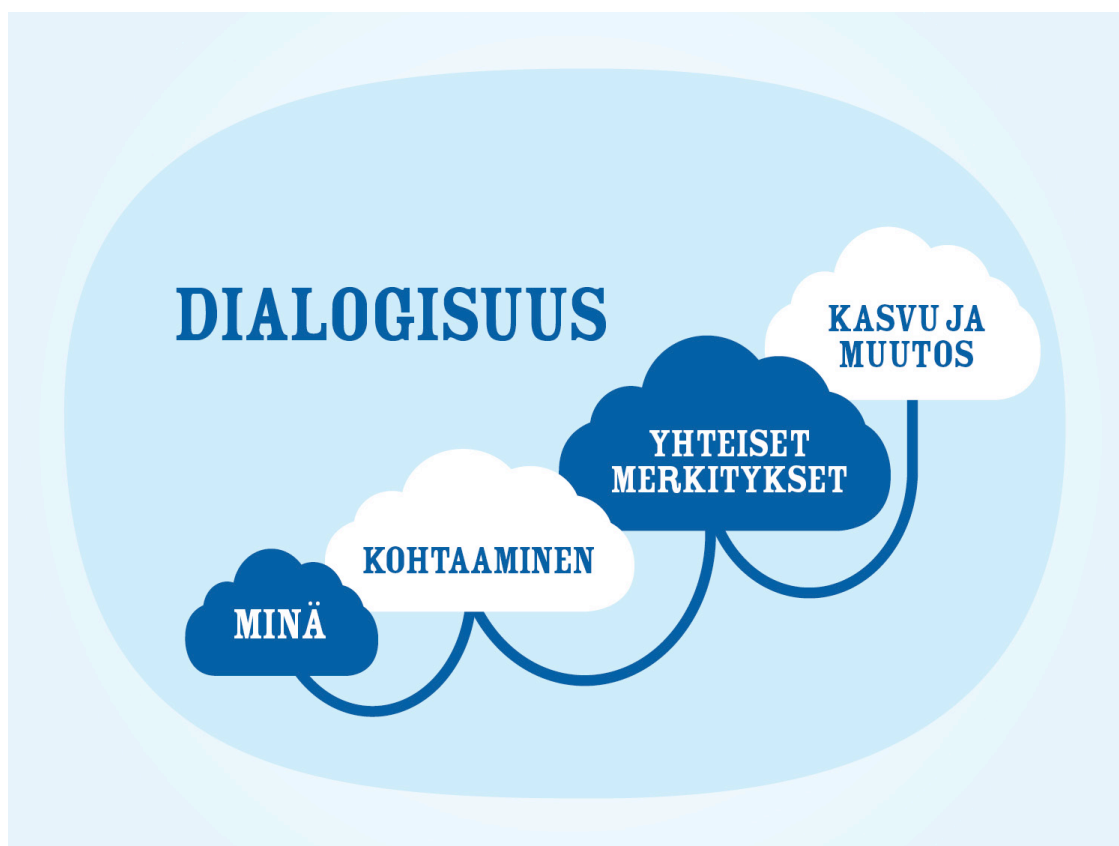 DIALOGISUUS
KASVU JA
MUUTOS
YHTEISET
MERKITYKSET
KOHTAAMINEN
MINÄ